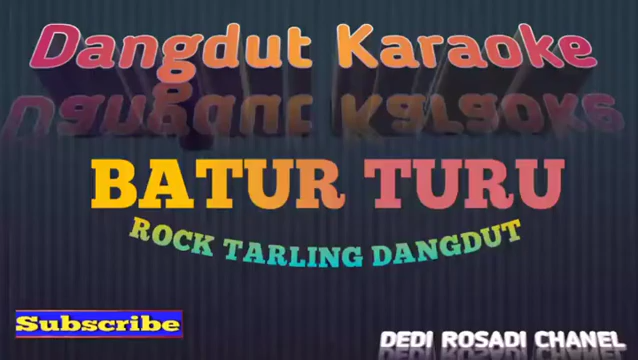 Dangdut Karaoke
BATUR TURU
ROCK TARLING DANGDUT
Subscribe
DEDI ROSADI CHANEL